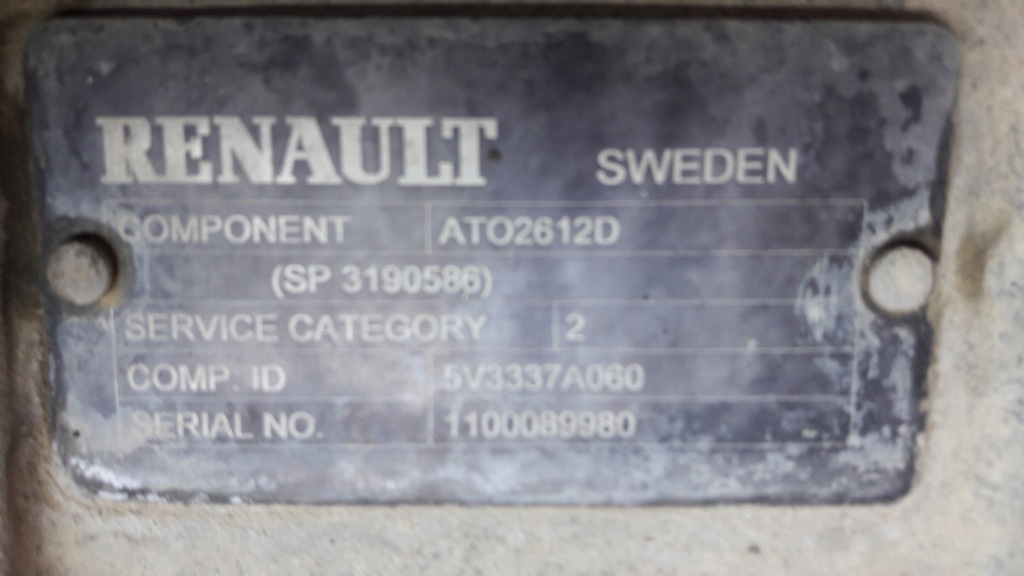 RENAULT SWEDEN
COMPONENT ATO2612D
(SP 3190586)
SERVICE CATEGORY 2
COMP. ID 5V3337A060
SERIAL NO. 1100089980